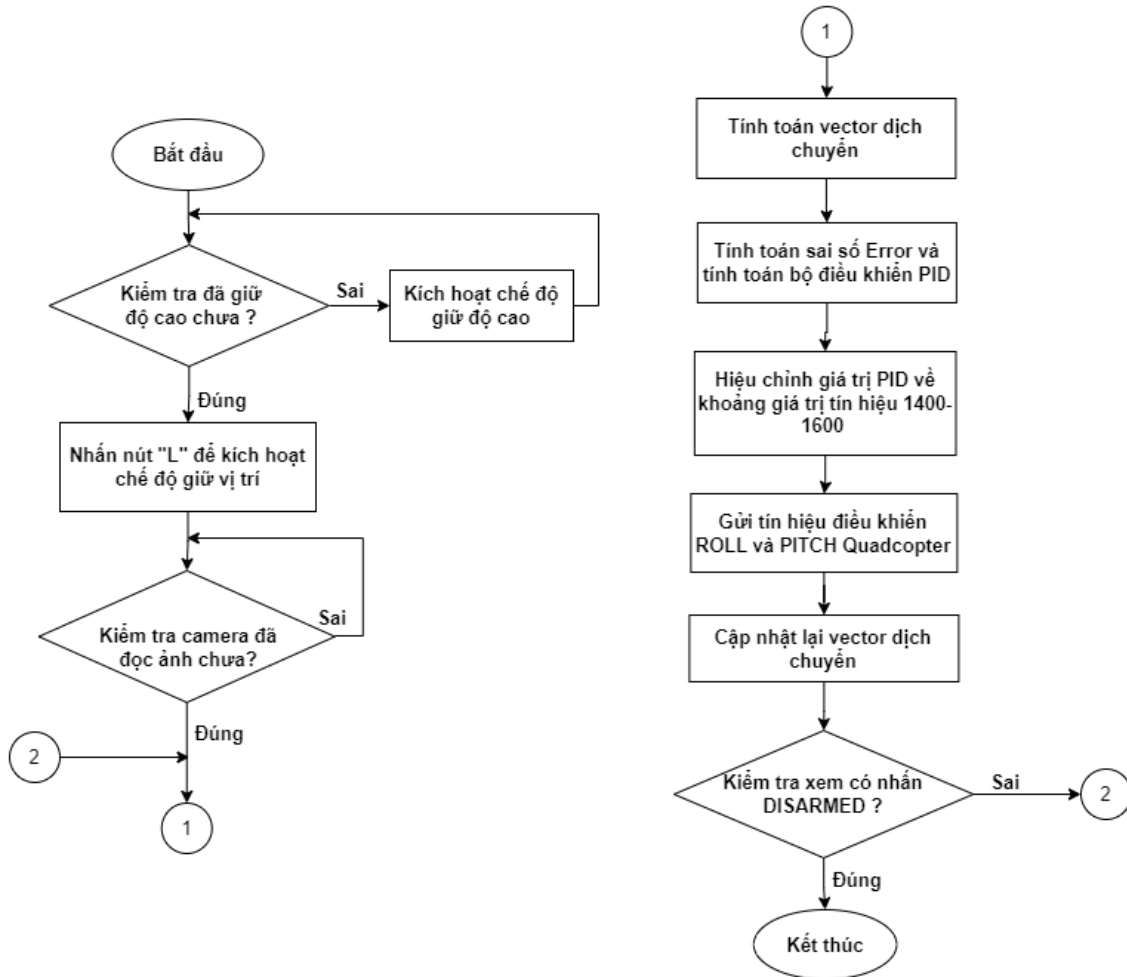 Bắt đầu
Kiểm tra đã giữ
độ cao chưa ?
Sai
Kích hoạt chế độ
giữ độ cao
Đúng
Nhấn nút "L" để kích hoạt
chế độ giữ vị trí
Kiểm tra camera đã
đọc ảnh chưa?
Sai
Đúng
2
1
1
Tính toán vector dịch
chuyển
Tính toán sai số Error và
tính toán bộ điều khiển PID
Hiệu chỉnh giá trị PID về
khoảng giá trị tín hiệu 1400-
1600
Gửi tín hiệu điều khiển
ROLL và PITCH Quadcopter
Cập nhật lại vector dịch
chuyển
Kiểm tra xem có nhấn
DISARMED ?
Sai
2
Đúng
Kết thúc